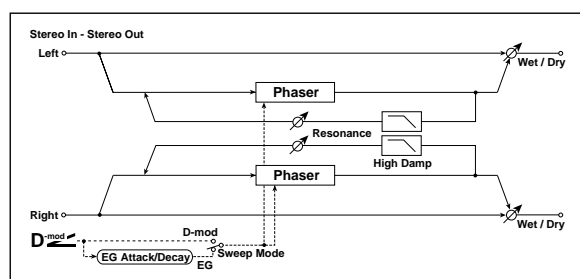 Stereo In - Stereo Out
Left
Wet / Dry
Phaser
Resonance
High Damp
Phaser
Right
Wet / Dry
D-mod
D-mod
EG Attack/Decay
EG
Sweep Mode